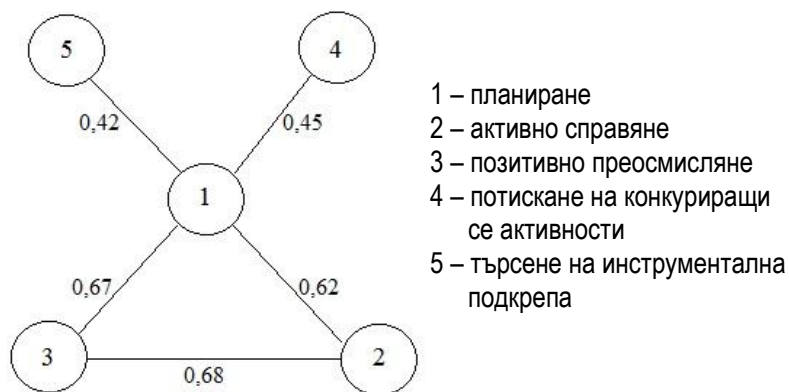 5
4
0,42
0,45
1
0,67
0,62
3
2
0,68
1 – планиране
2 – активно справяне
3 – позитивно преосмисляне
4 – потискане на конкуриращи
се активности
5 – търсене на инструментална
подкрепа